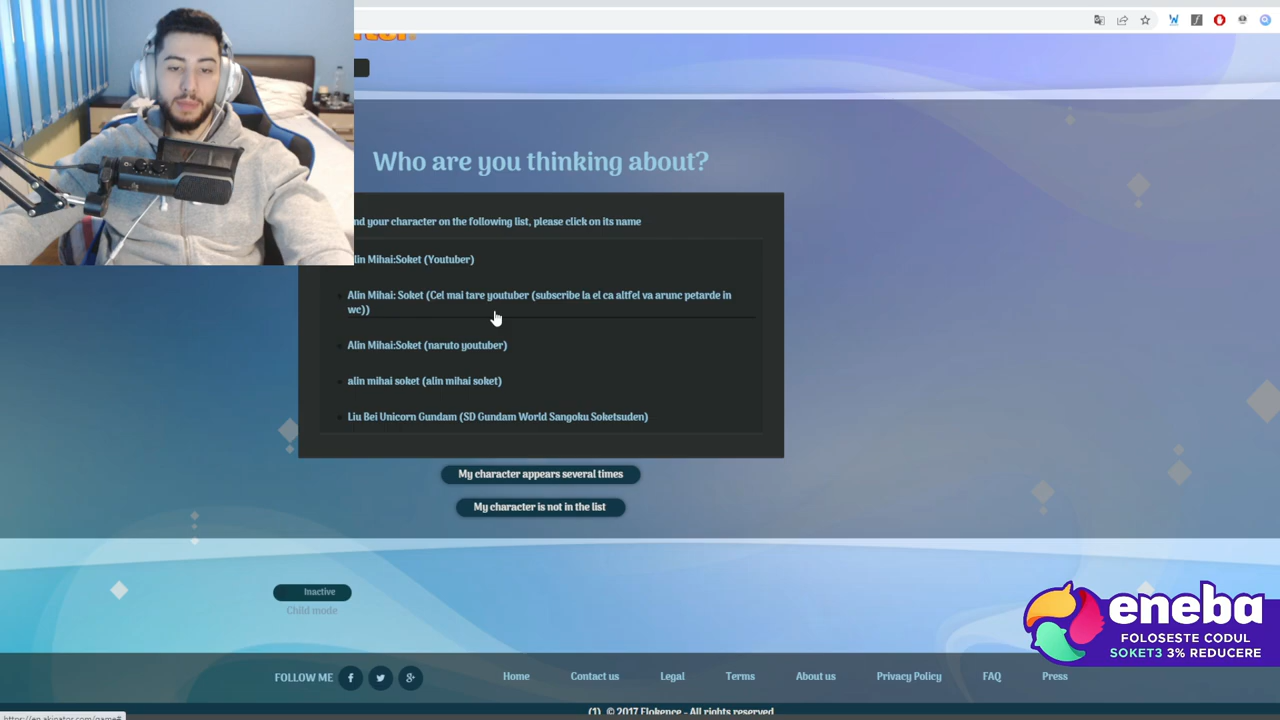 Who are you thinking about?
nd your character on the following list, please click on its name
lin Mihai:Soket (Youtuber)
Alin Mihai: Soket (Cel mai tare youtuber (subscribe la el ca altfel va arunc petarde in
wc))
Alin Mihai:Soket (naruto youtuber)
alin mihai soket (alin mihai soket)
Liu Bei Unicorn Gundam (SD Gundam World Sangoku Soketsuden)
My character appears several times
My character is not in the list
Inactive
Child mode
eneba
FOLOSESTE CODUL
SOKET3 3% REDUCERE
FOLLOW ME
Home
Contact us
Legal
Terms
About us
Privacy Policy
FAQ
Press
(1) © 2017 Elokence - All rights reserved
https://en.akinator.com/game#